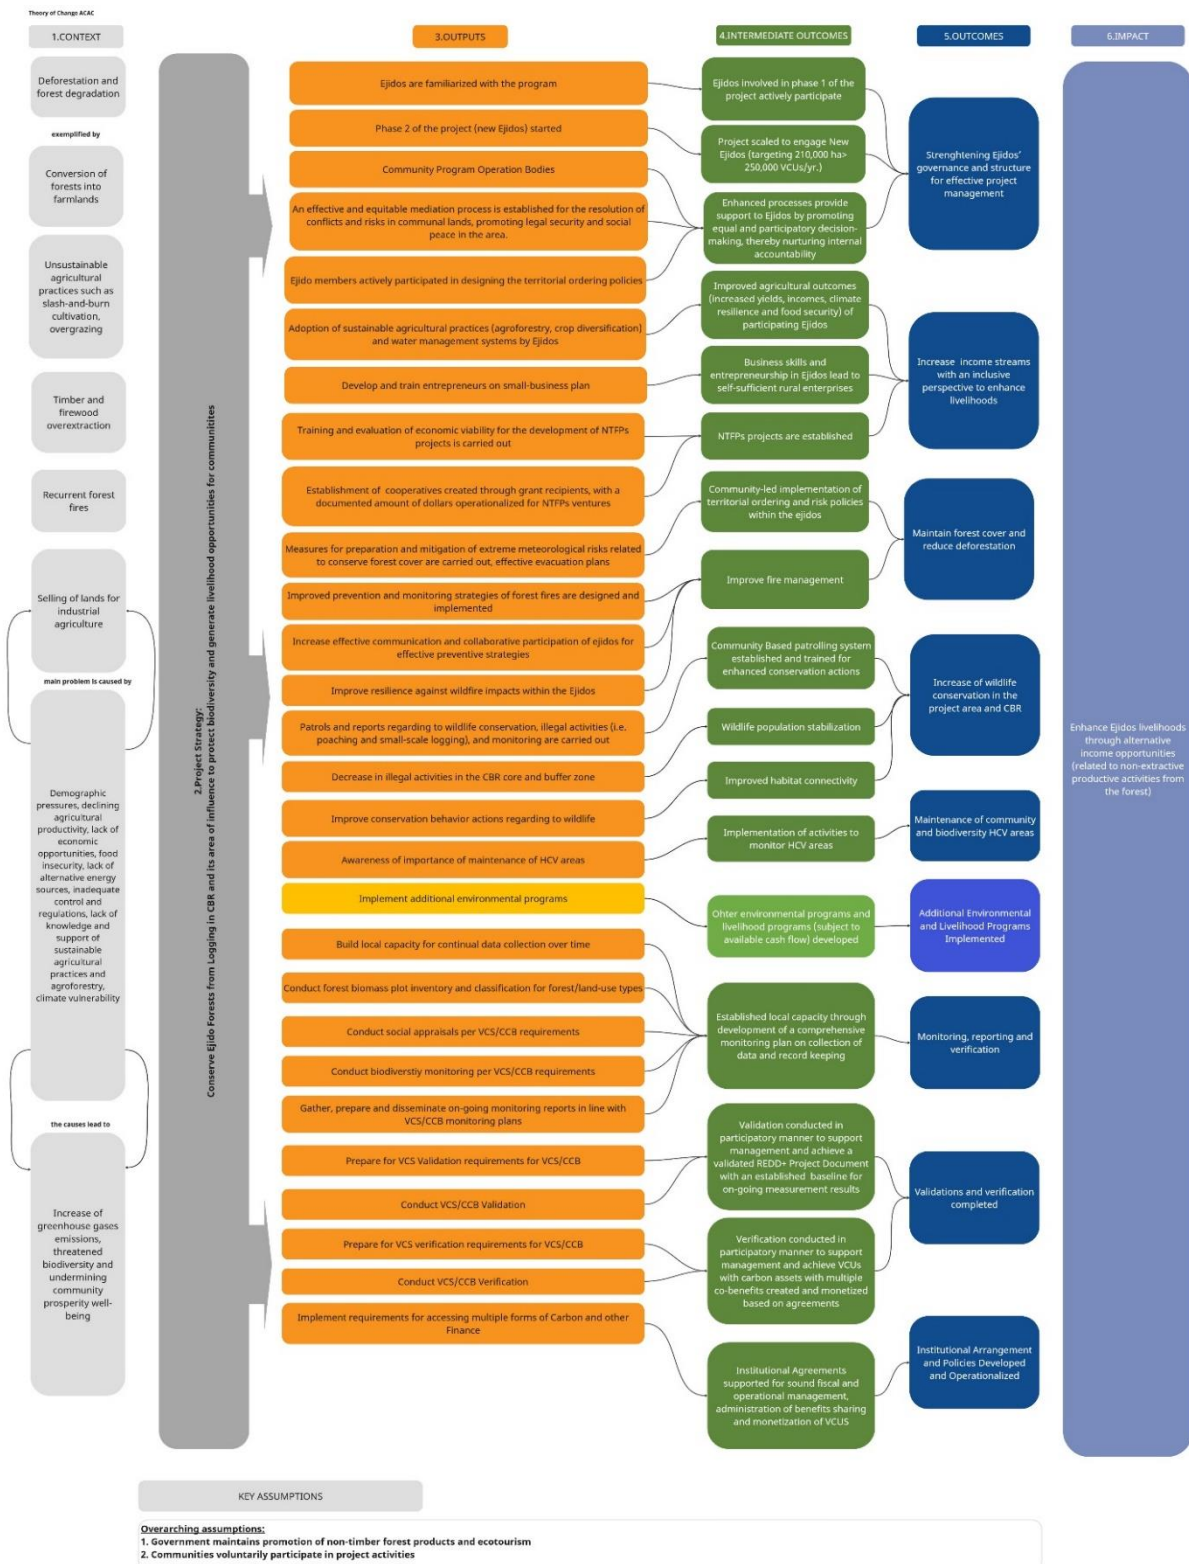 Theory of Change ACAC
1.CONTEXT
Deforestation and
forest degradation
exemplified by
Conversion of
forests into
farmlands
Unsustainable
agricultural
practices such as
slash-and-burn
cultivation,
overgrazing
Timber and
firewood
overextraction
Recurrent forest
fires
Selling of lands for
industrial
agriculture
main problem is caused by
Demographic
pressures, declining
agricultural
productivity, lack of
economic
opportunities, food
insecurity, lack of
alternative energy
sources, inadequate
control and
regulations, lack of
knowledge and
support of
sustainable
agricultural
practices and
agroforestry,
climate vulnerability
the causes lead to
Increase of
greenhouse gases
emissions,
threatened
biodiversity and
undermining
community
prosperity well-
being
2.Project Strategy:
Conserve Ejido Forests from Logging in CBR and its area of influence to protect biodiversity and generate livelihood opportunities for communitites
3.OUTPUTS
Ejidos are familiarized with the program
Phase 2 of the project (new Ejidos) started
Community Program Operation Bodies
An effective and equitable mediation process is established for the resolution of
conflicts and risks in communal lands, promoting legal security and social
peace in the area.
Ejido members actively participated in designing the territorial ordering policies
Adoption of sustainable agricultural practices (agroforestry, crop diversification)
and water management systems by Ejidos
Develop and train entrepreneurs on small-business plan
Training and evaluation of economic viability for the development of NTFPs
projects is carried out
Establishment of cooperatives created through grant recipients, with a
documented amount of dollars operationalized for NTFPs ventures
Measures for preparation and mitigation of extreme meteorological risks related
to conserve forest cover are carried out, effective evacuation plans
Improved prevention and monitoring strategies of forest fires are designed and
implemented
Increase effective communication and collaborative participation of ejidos for
effective preventive strategies
Improve resilience against wildfire impacts within the Ejidos
Patrols and reports regarding to wildlife conservation, illegal activities (i.e.
poaching and small-scale logging), and monitoring are carried out
Decrease in illegal activities in the CBR core and buffer zone
Improve conservation behavior actions regarding to wildlife
Awareness of importance of maintenance of HCV areas
Implement additional environmental programs
Build local capacity for continual data collection over time
Conduct forest biomass plot inventory and classification for forest/land-use types
Conduct social appraisals per VCS/CCB requirements
Conduct biodiverstiy monitoring per VCS/CCB requirements
Gather, prepare and disseminate on-going monitoring reports in line with
VCS/CCB monitoring plans
Prepare for VCS Validation requirements for VCS/CCB
Conduct VCS/CCB Validation
Prepare for VCS verification requirements for VCS/CCB
Conduct VCS/CCB Verification
Implement requirements for accessing multiple forms of Carbon and other
Finance
4.INTERMEDIATE OUTCOMES
Ejidos involved in phase 1 of the
project actively participate
Project scaled to engage New
Ejidos (targeting 210,000 ha>
250,000 VCUs/yr.)
Enhanced processes provide
support to Ejidos by promoting
equal and participatory decision-
making, thereby nurturing internal
accountability
Improved agricultural outcomes
(increased yields, incomes, climate
resilience and food security) of
participating Ejidos
Business skills and
entrepreneurship in Ejidos lead to
self-sufficient rural enterprises
NTFPs projects are established
Community-led implementation of
territorial ordering and risk policies
within the ejidos
Improve fire management
Community Based patrolling system
established and trained for
enhanced conservation actions
Wildlife population stabilization
Improved habitat connectivity
Implementation of activities to
monitor HCV areas
Ohter environmental programs and
livelihood programs (subject to
available cash flow) developed
Established local capacity through
development of a comprehensive
monitoring plan on collection of
data and record keeping
Validation conducted in
participatory manner to support
management and achieve a
validated REDD+ Project Document
with an established baseline for
on-going measurement results
Verification conducted in
participatory manner to support
management and achieve VCUs
with carbon assets with multiple
co-benefits created and monetized
based on agreements
Institutional Agreements
supported for sound fiscal and
operational management,
administration of benefits sharing
and monetization of VCUS
5.OUTCOMES
Strenghtening Ejidos'
governance and structure
for effective project
management
Increase income streams
with an inclusive
perspective to enhance
livelihoods
Maintain forest cover and
reduce deforestation
Increase of wildlife
conservation in the
project area and CBR
Maintenance of community
and biodiversity HCV areas
Additional Environmental
and Livelihood Programs
Implemented
Monitoring, reporting and
verification
Validations and verification
completed
Institutional Arrangement
and Policies Developed
and Operationalized
6.IMPACT
Enhance Ejidos livelihoods
through alternative
income opportunities
(related to non-extractive
productive activities from
the forest)
KEY ASSUMPTIONS
Overarching assumptions:
1. Government maintains promotion of non-timber forest products and ecotourism
2. Communities voluntarily participate in project activities